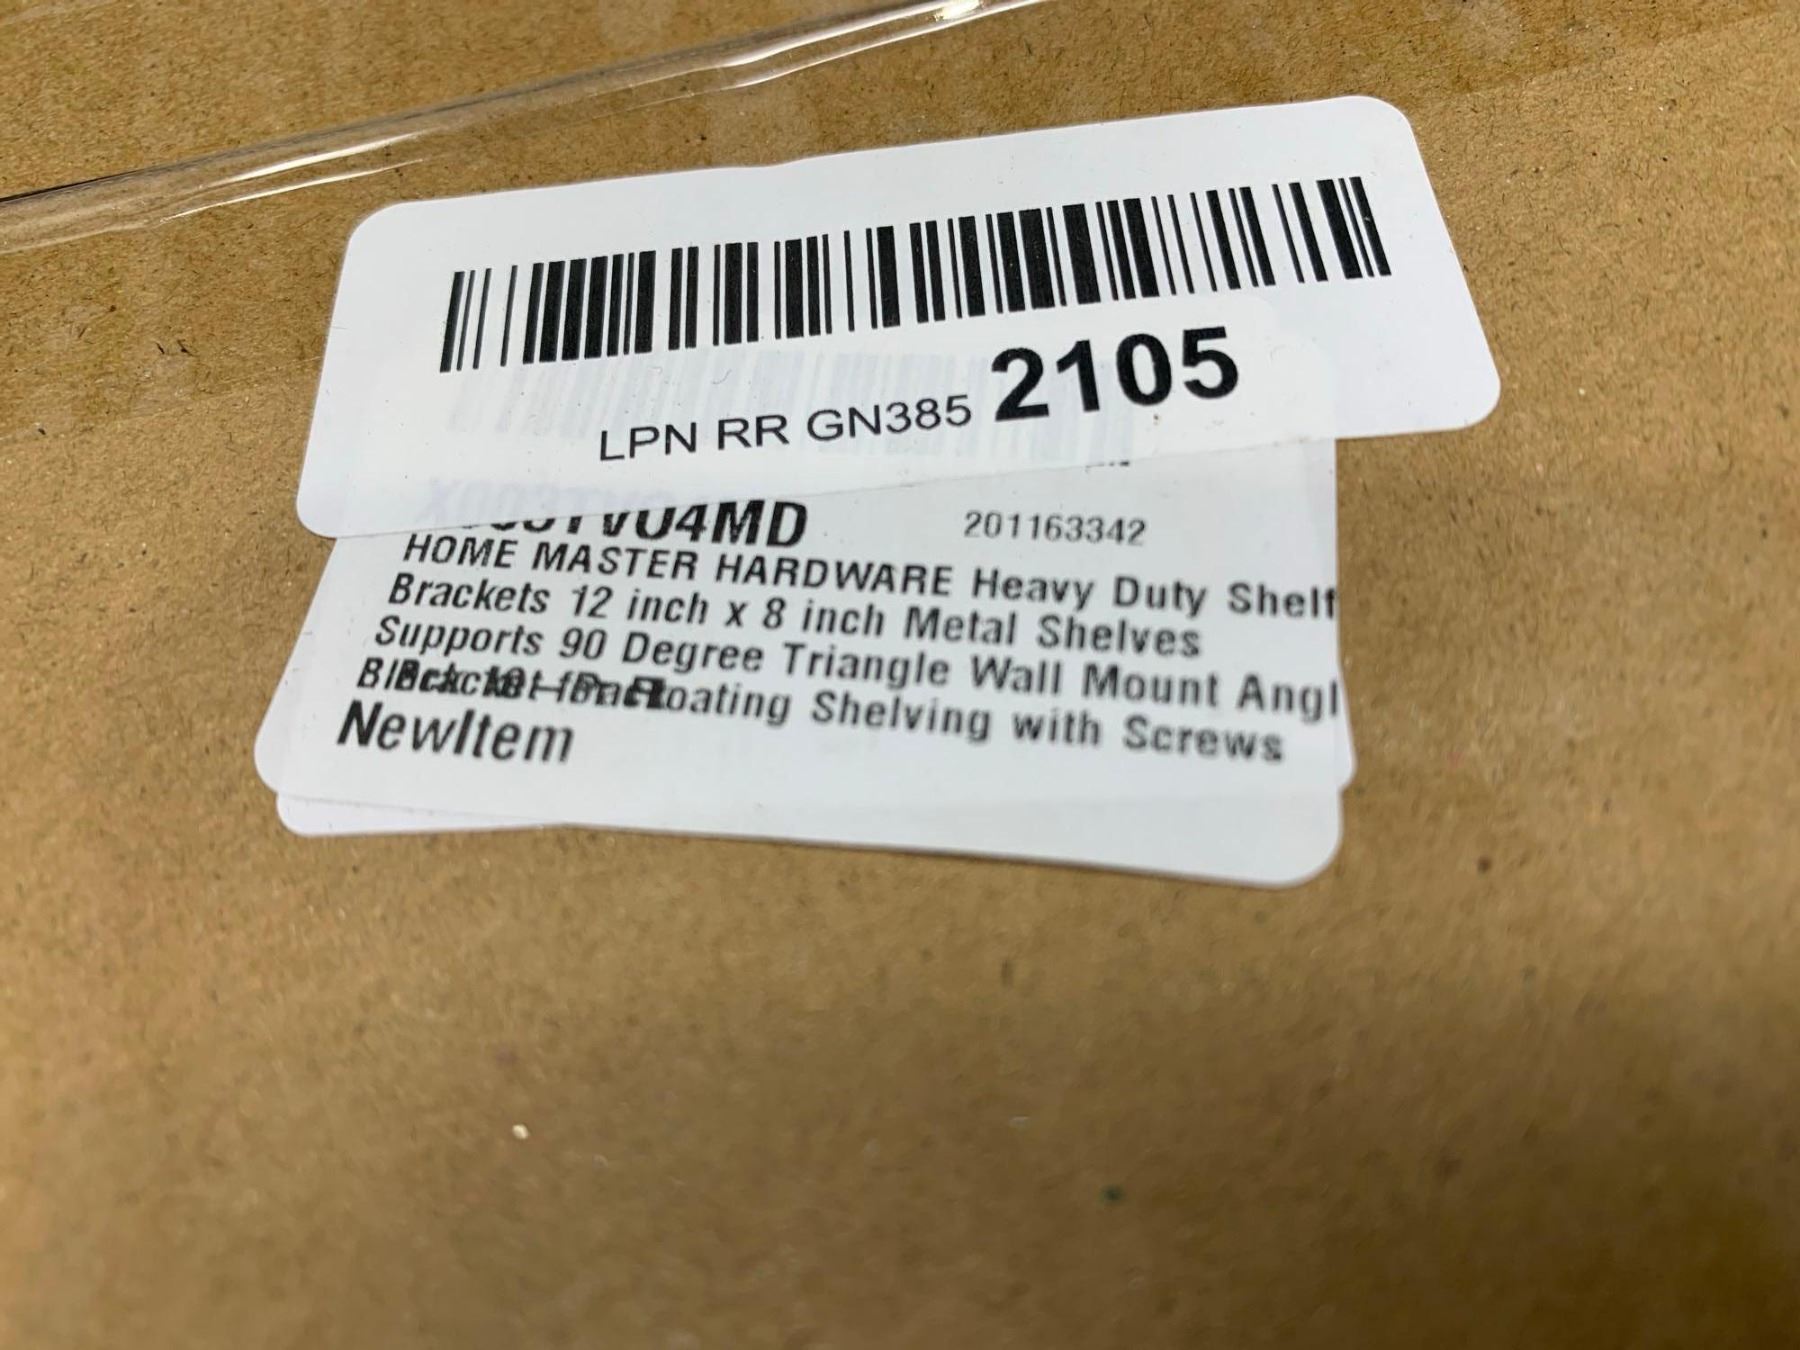 LPN RR GN385 2105
201163342
HOME MASTER HARDWARE Heavy Duty Shelf
Brackets 12 inch x 8 inch Metal Shelves
Supports 90 Degree Triangle Wall Mount Angl
Floating Shelving with Screws
NewItem